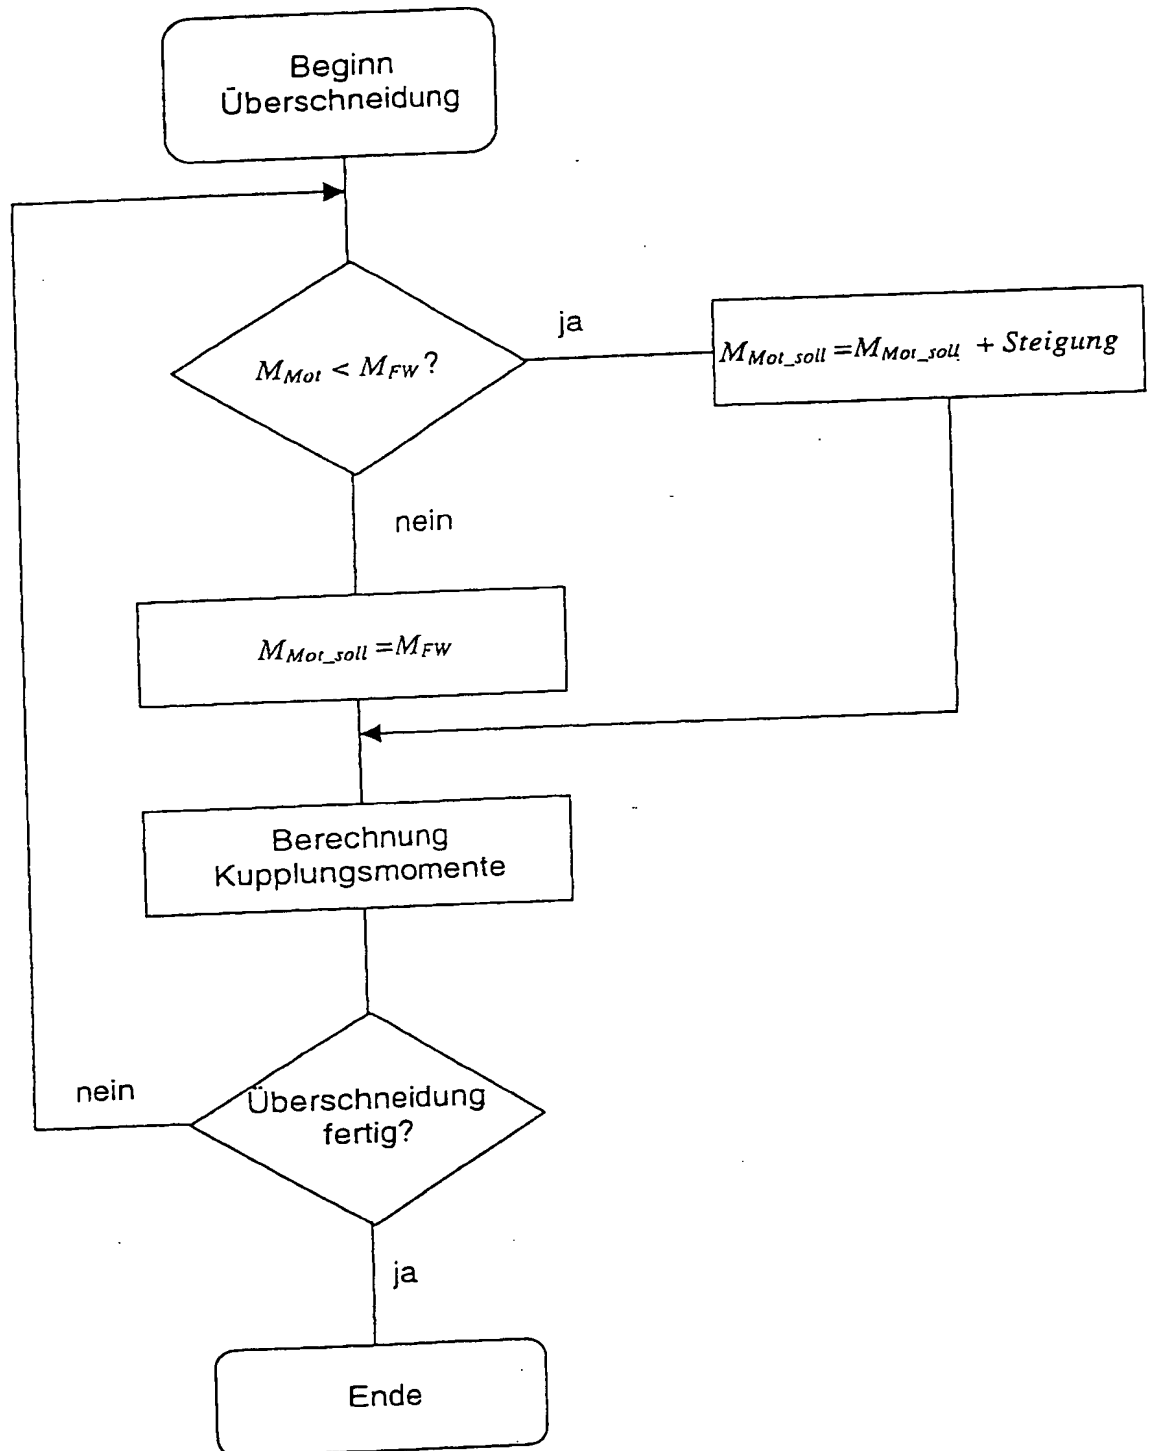 Beginn
Überschneidung
ja
M_Mot < M_FW?
M_Mot_soll = M_Mot_soll + Steigung
nein
M_Mot_soll = M_FW
Berechnung
Kupplungsmomente
nein
Überschneidung
fertig?
ja
Ende